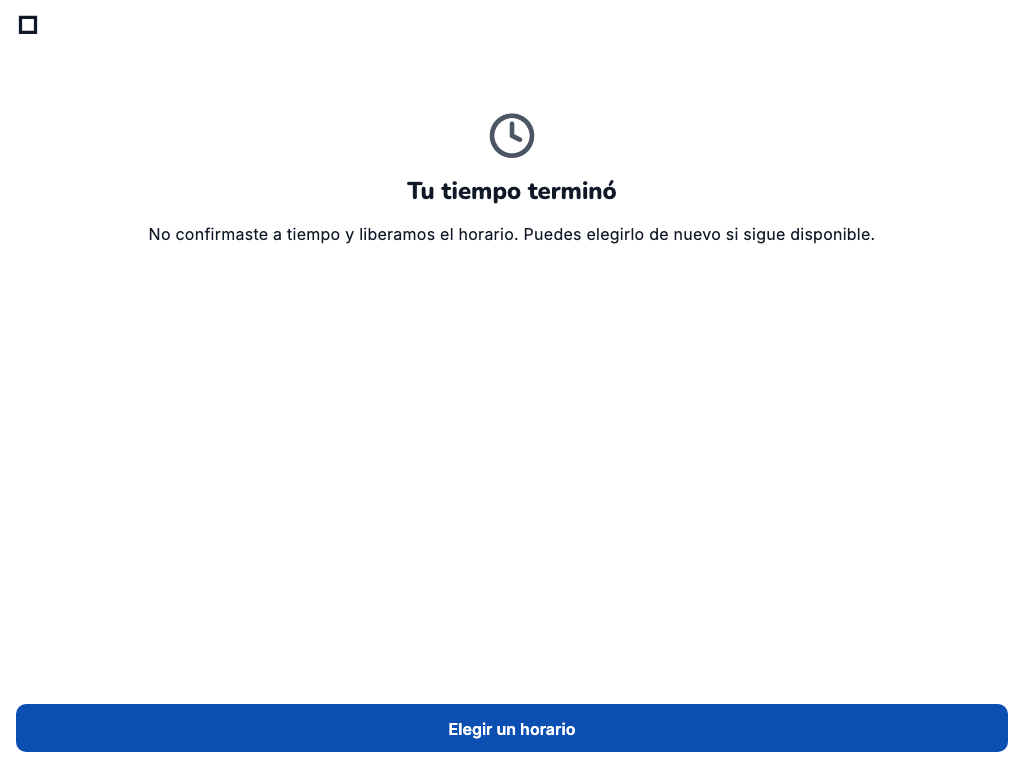 Tu tiempo terminó
No confirmaste a tiempo y liberamos el horario. Puedes elegirlo de nuevo si sigue disponible.
Elegir un horario